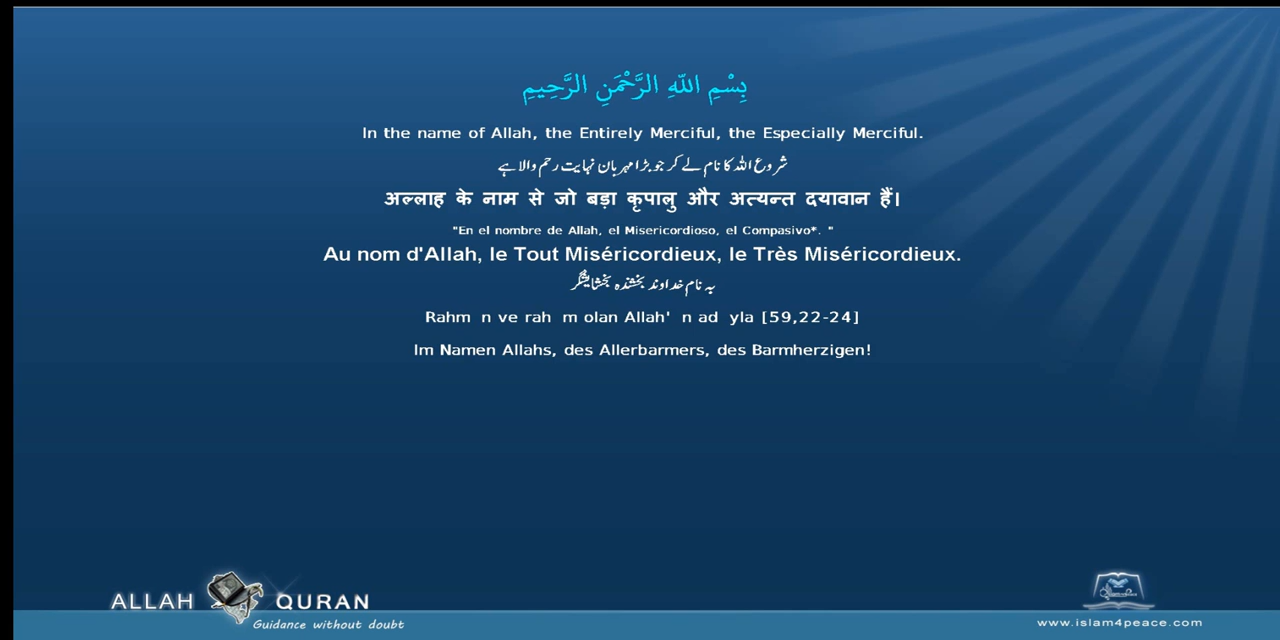 بِسْمِ اللّهِ الرَّحْمَنِ الرَّحِيمِ
In the name of Allah, the Entirely Merciful, the Especially Merciful.
شروع الله کا نام لے کر جو بڑا مہربان نہایت رحم والا ہے
अल्लाह के नाम से जो बड़ा कृपालु और अत्यन्त दयावान हैं।
"En el nombre de Allah, el Misericordioso, el Compasivo*. "
Au nom d'Allah, le Tout Miséricordieux, le Très Miséricordieux.
به نام خداوند بخشنده بخشایشگر
Rahm n ve rah m olan Allah' n ad yla [59,22-24]
Im Namen Allahs, des Allerbarmers, des Barmherzigen!
ALLAH QURAN
Guidance without doubt
www.islam4peace.com